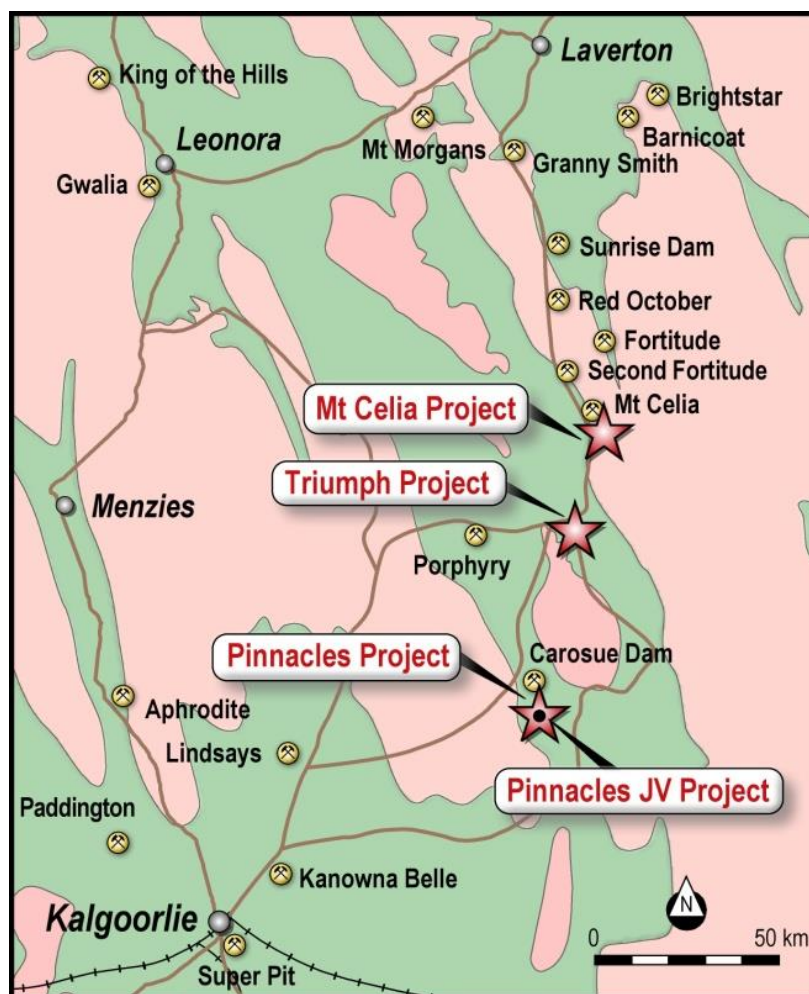 Laverton
King of the Hills
Brightstar
Barnicoat
Mt Morgans
Leonora
Granny Smith
Gwalia
Sunrise Dam
Red October
Fortitude
Second Fortitude
Mt Celia Project
Mt Celia
Triumph Project
Menzies
Porphyry
Pinnacles Project
Carosue Dam
Aphrodite
Lindsays
Pinnacles JV Project
Paddington
Kanowna Belle
N
Kalgoorlie
0 50 km
Super Pit